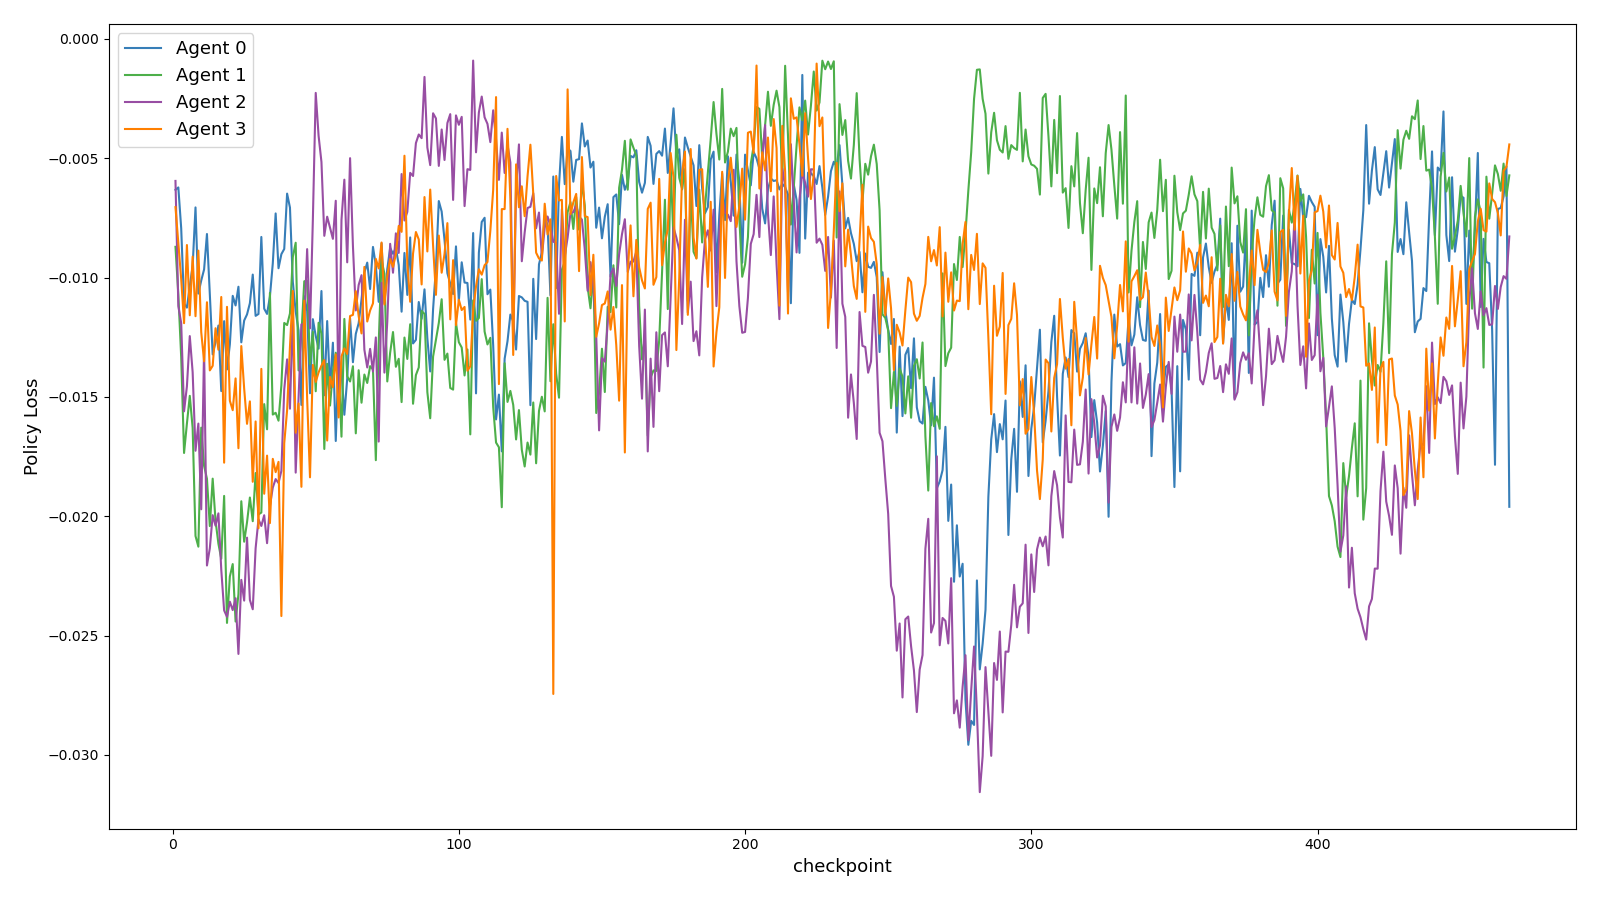 Agent 0
Agent 1
Agent 2
Agent 3
Policy Loss
0.000
−0.005
−0.010
−0.015
−0.020
−0.025
−0.030
0
100
200
300
400
checkpoint